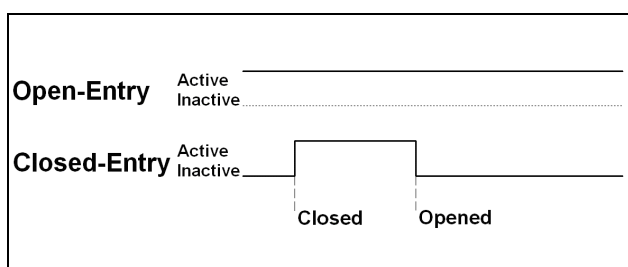 Open-Entry Active
Inactive
Closed-Entry Active
Inactive
Closed Opened